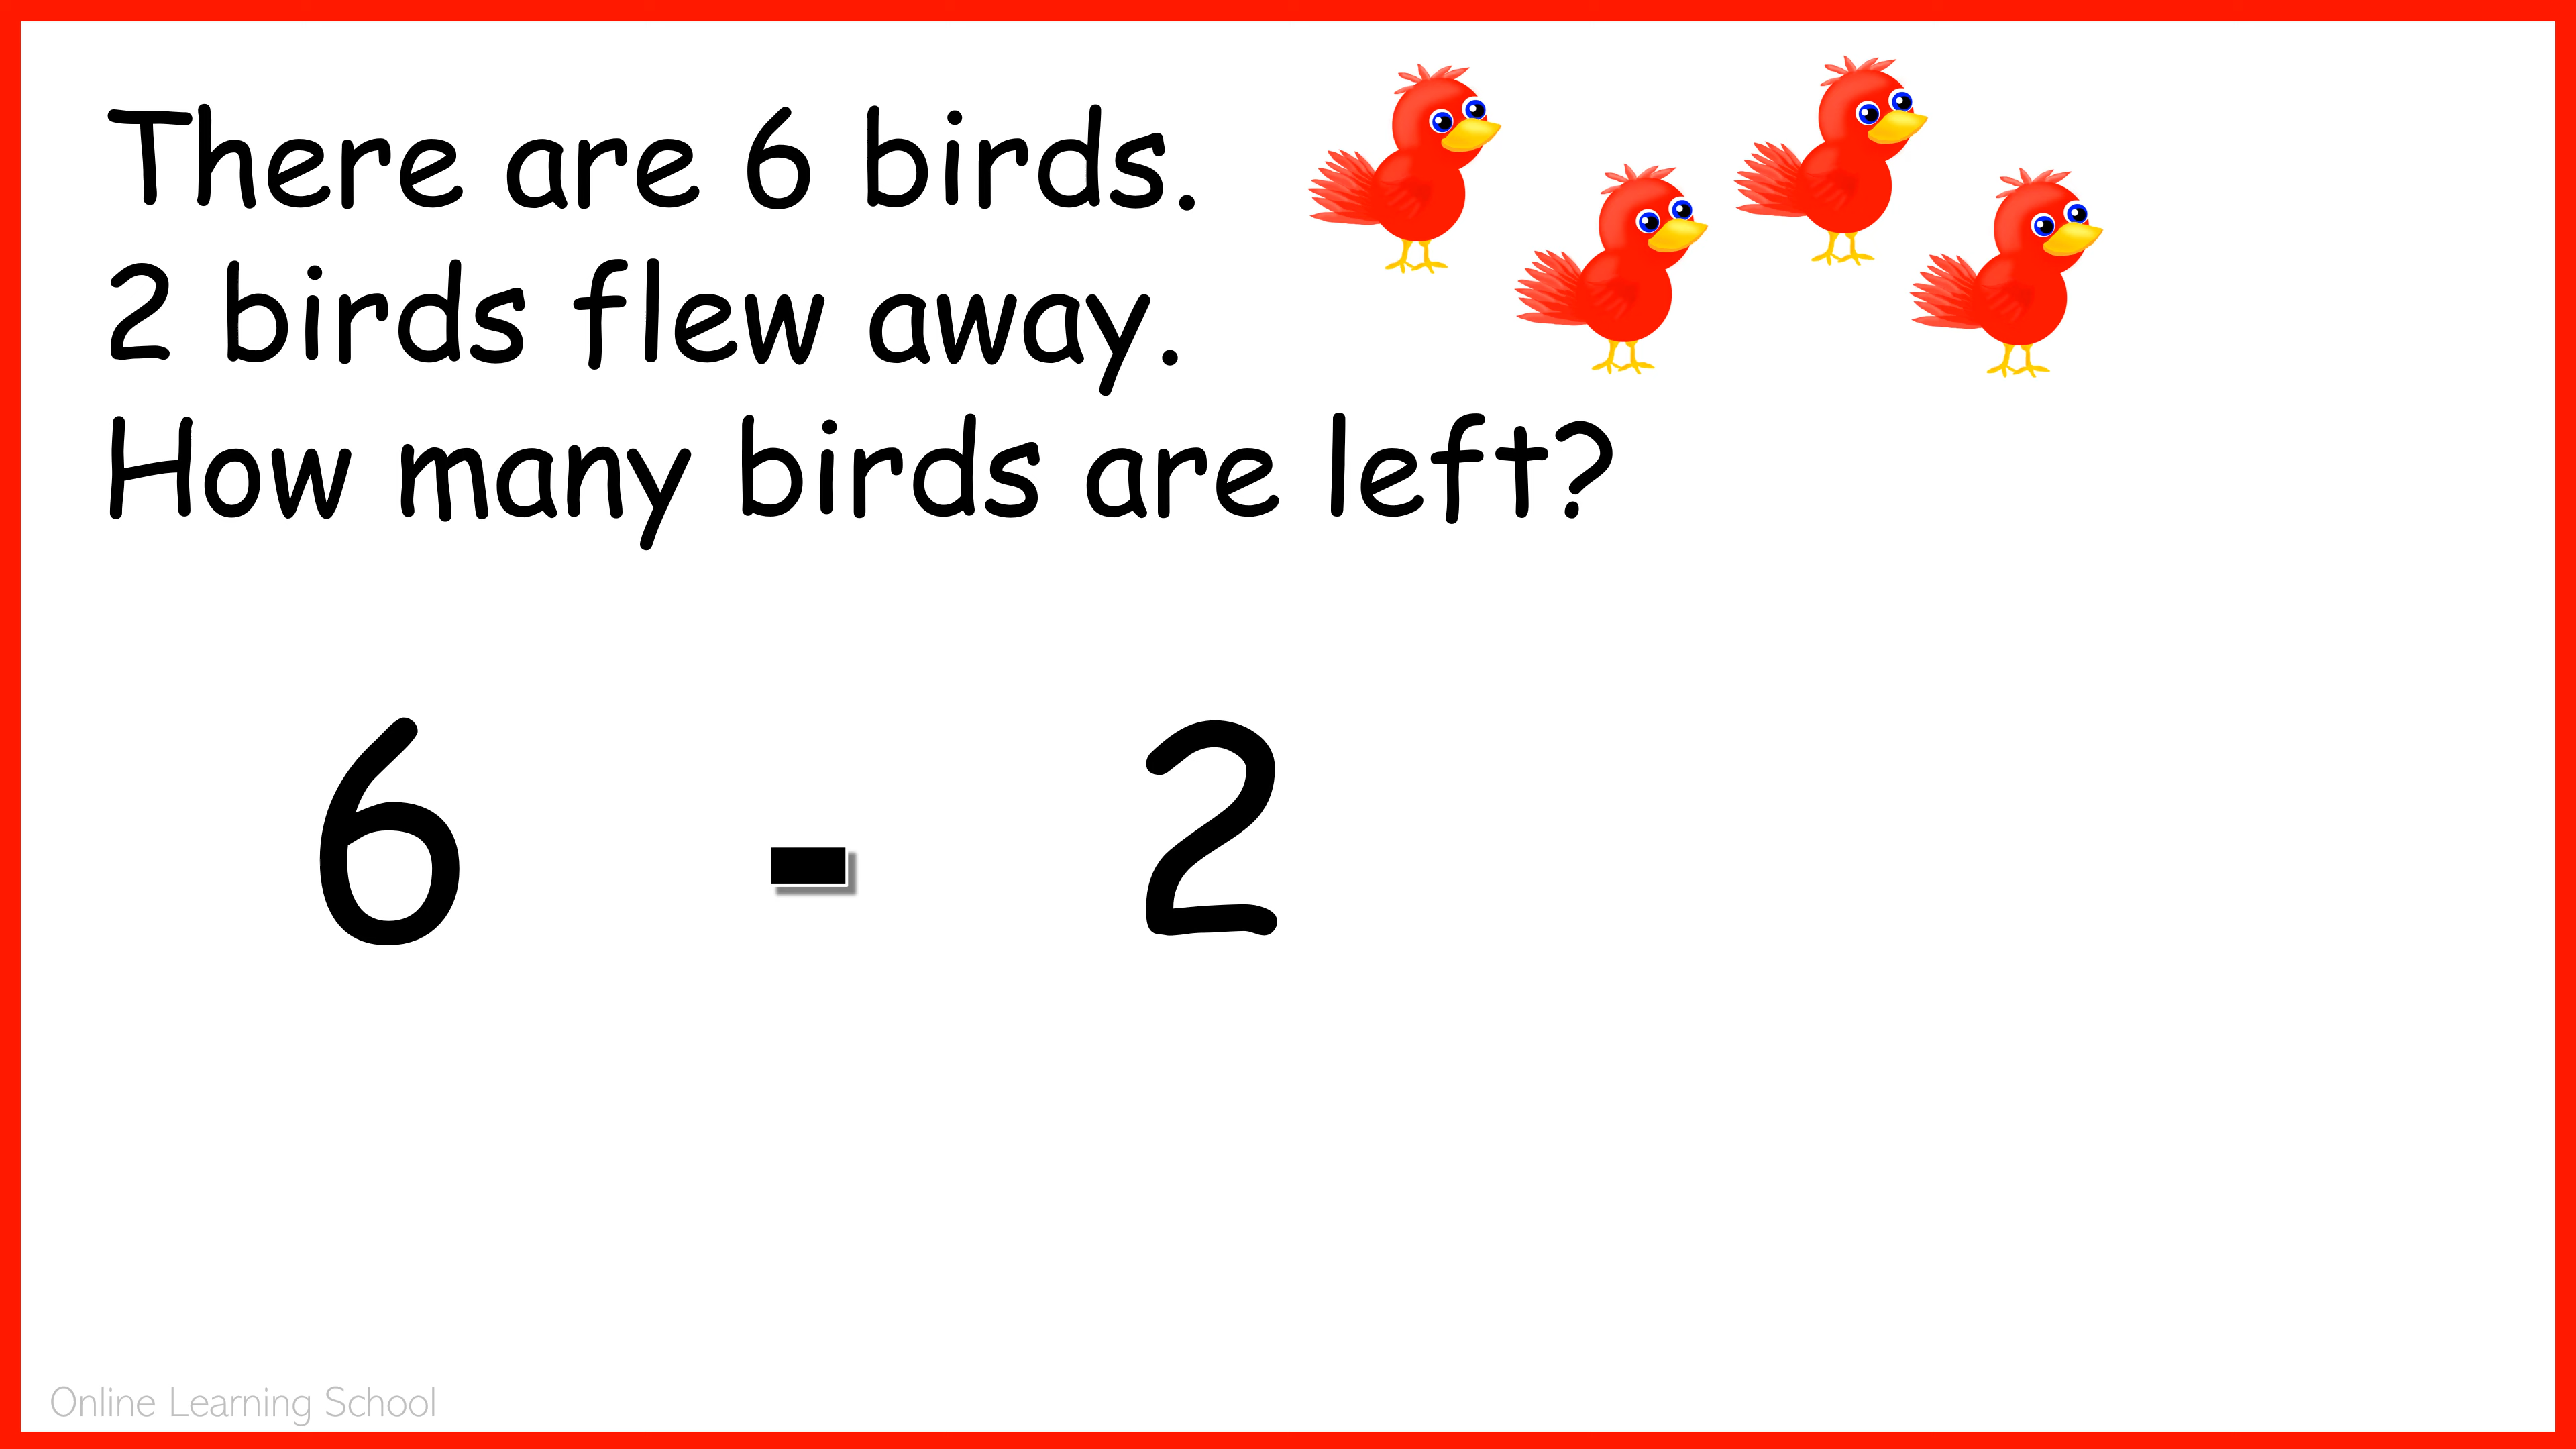 There are 6 birds.
2 birds flew away.
How many birds are left?
6 - 2
Online Learning School